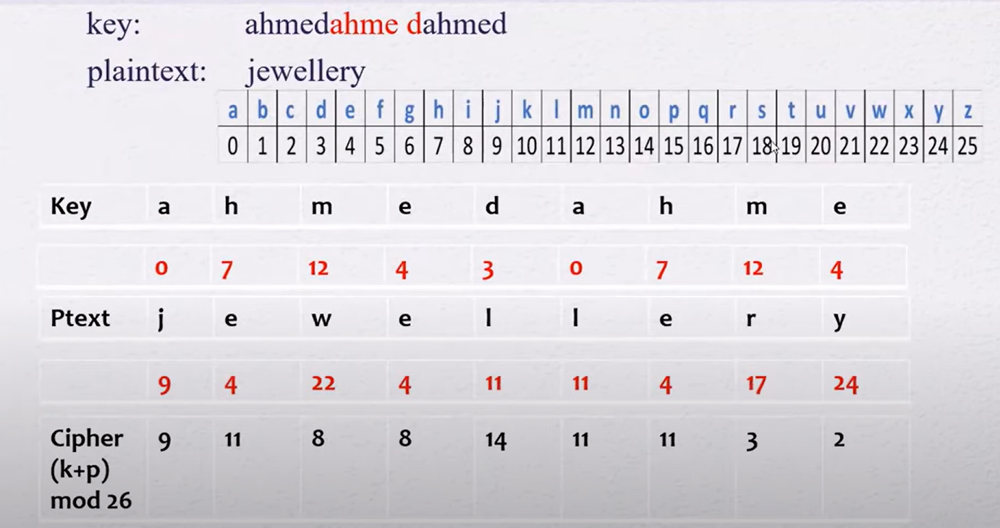 key: ahmedahme dahmed
plaintext: jewellery
a b c d e f g h i j k l m n o p q r s t u v w x y z
0 1 2 3 4 5 6 7 8 9 10 11 12 13 14 15 16 17 18 19 20 21 22 23 24 25
Key a h m e d a h m e
0 7 12 4 3 0 7 12 4
Ptext j e w e l l e r y
9 4 22 4 11 11 4 17 24
Cipher 9 11 8 8 14 11 11 3 2
(k+p)
mod 26